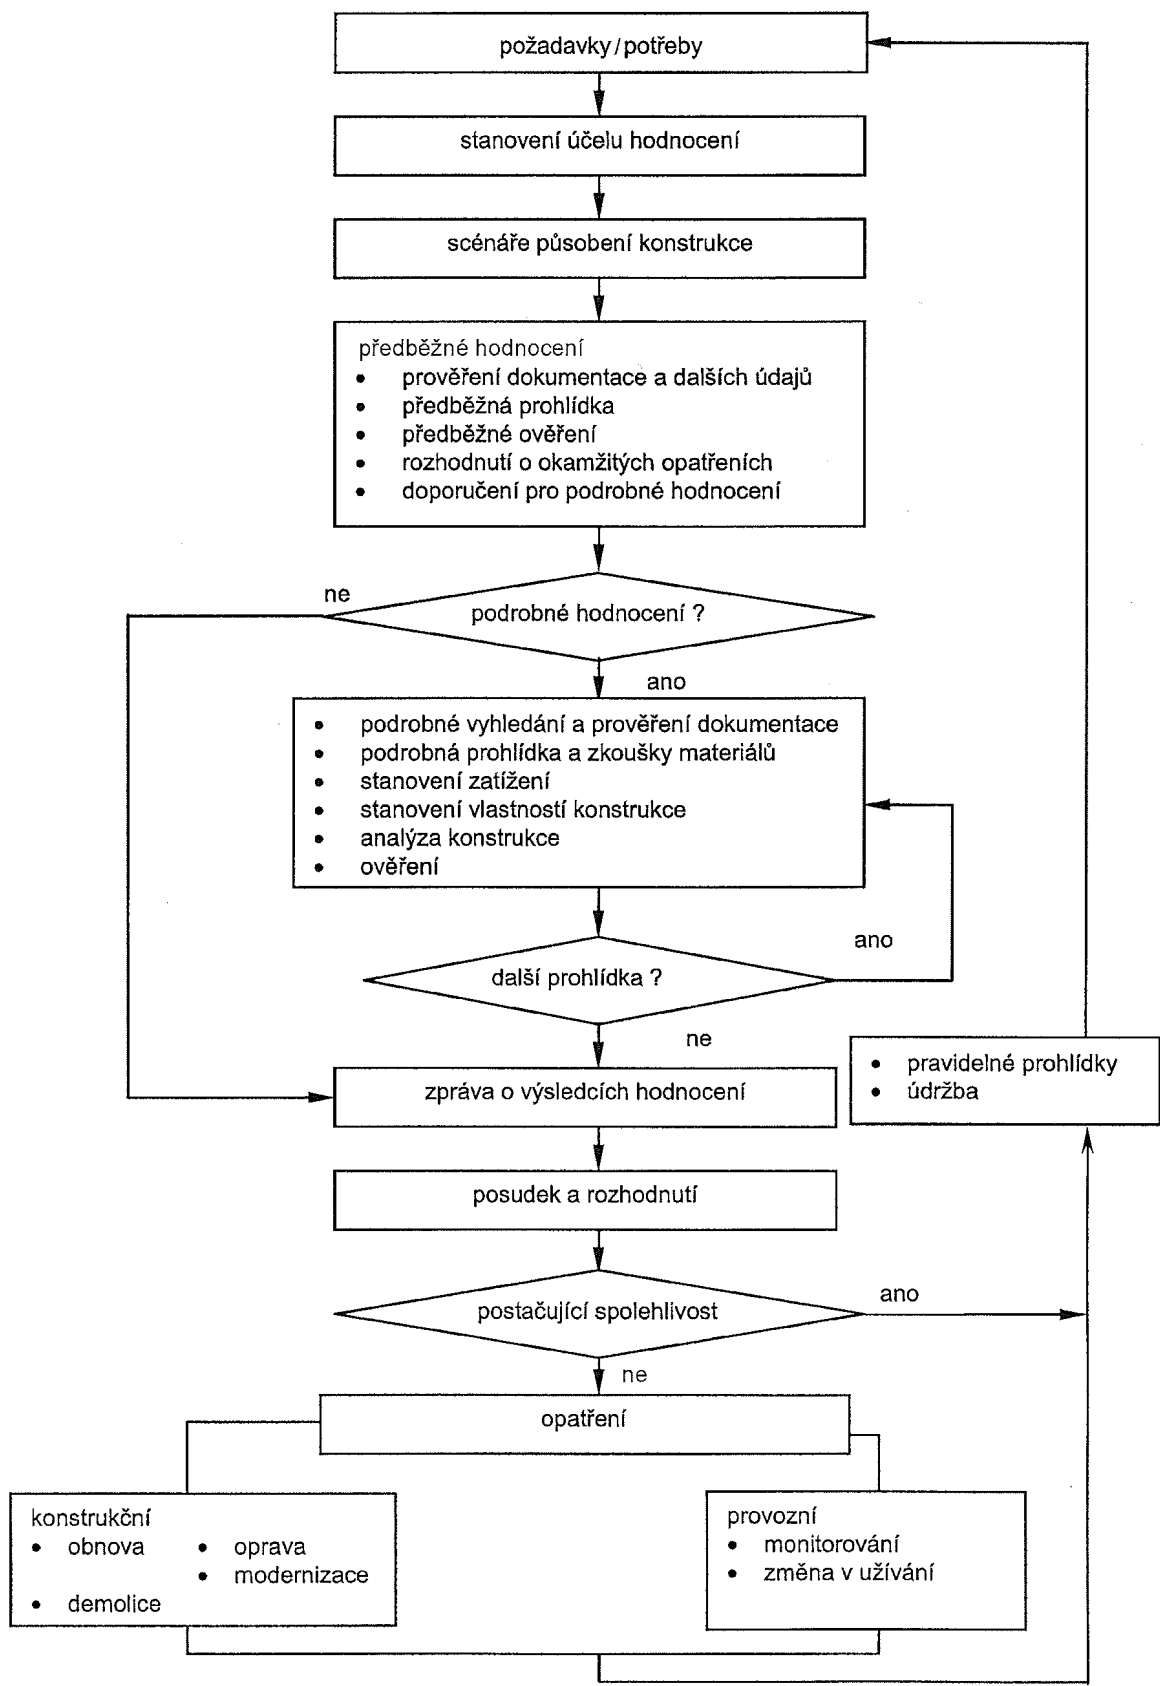 požadavky/potřeby
stanovení účelu hodnocení
scénáře působení konstrukce
předběžné hodnocení
• prověření dokumentace a dalších údajů
• předběžná prohlídka
• předběžné ověření
• rozhodnutí o okamžitých opatřeních
• doporučení pro podrobné hodnocení
ne
podrobné hodnocení ?
ano
• podrobné vyhledání a prověření dokumentace
• podrobná prohlídka a zkoušky materiálů
• stanovení zatížení
• stanovení vlastností konstrukce
• analýza konstrukce
• ověření
ano
další prohlídka ?
ne
• pravidelné prohlídky
• údržba
zpráva o výsledcích hodnocení
posudek a rozhodnutí
ano
postačující spolehlivost
ne
opatření
konstrukční
• obnova • oprava
• modernizace
• demolice
provozní
• monitorování
• změna v užívání